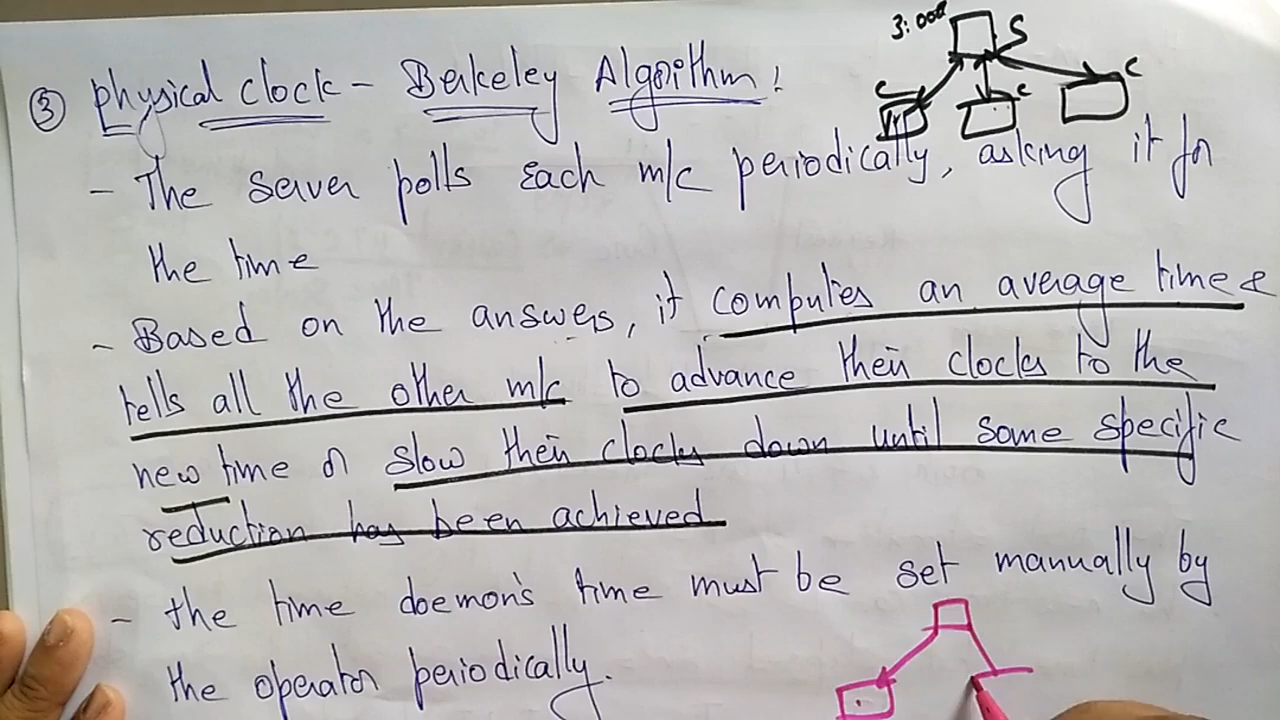 3:00
S
C
C
C
③ Physical clock - Berkeley Algorithm:
- The server polls Each m/c periodically, asking it for
the time
- Based on the answers, it computes an average time &
tells all the other m/c to advance their clocks to the
new time or slow their clocks down until some specific
reduction has been achieved
- the time doemon's time must be set manually by
the operator periodically.